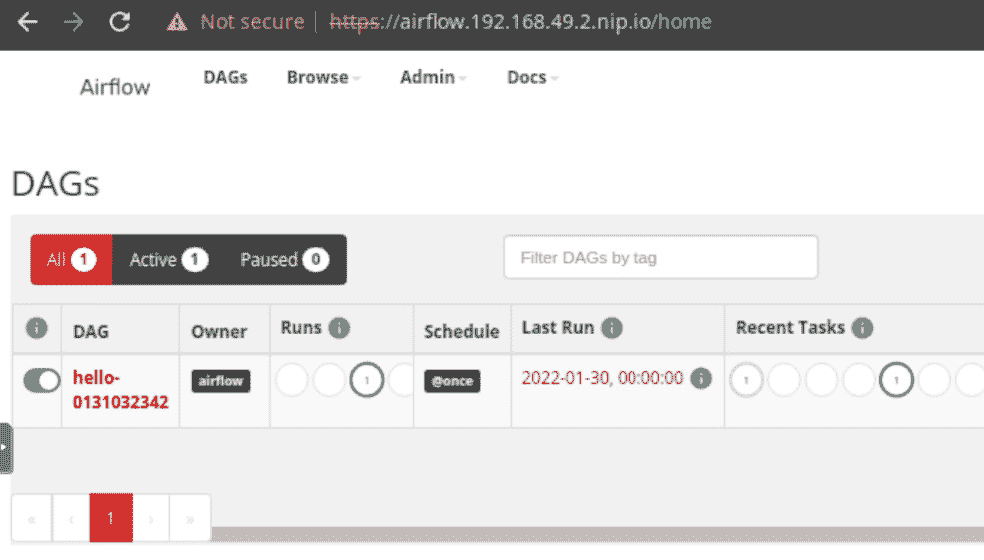 Not secure | https://airflow.192.168.49.2.nip.io/home
Airflow DAGs Browse Admin Docs
DAGs
All 1 Active 1 Paused 0 Filter DAGs by tag
i DAG Owner Runs i Schedule Last Run i Recent Tasks i
hello- airflow 1 @once 2022-01-30, 00:00:00 i 1 1
0131032342
« ‹ 1 › »